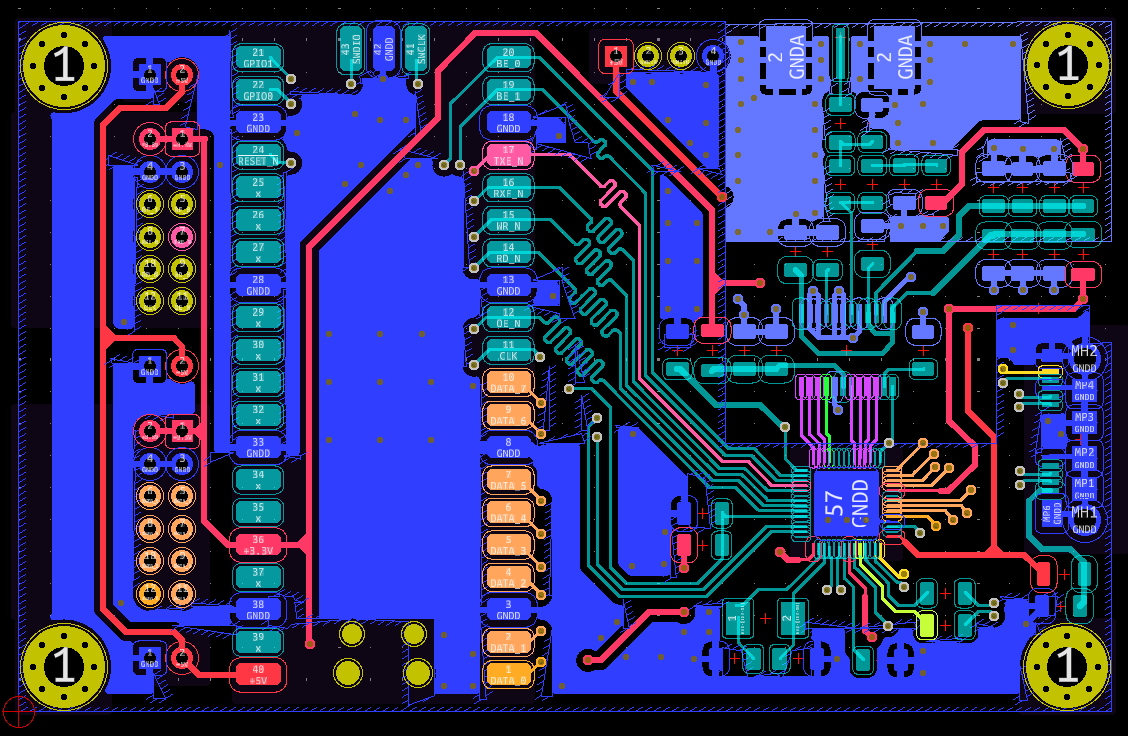 1
1
1
1
21
GPIO1
22
GPIO0
23
GNDD
24
RESET_N
25
x
26
x
27
x
28
GNDD
29
x
30
x
31
x
32
x
33
GNDD
34
x
35
x
36
+3.3V
37
x
38
GNDD
39
x
40
+5V
43
SWDIO
42
GNDD
41
SWCLK
20
BE_0
19
BE_1
18
GNDD
17
TXE_N
16
RXF_N
15
WR_N
14
RD_N
13
GNDD
12
OE_N
11
CLK
10
DATA_7
9
DATA_6
8
GNDD
7
DATA_5
6
DATA_4
5
DATA_3
4
DATA_2
3
GNDD
2
DATA_1
1
DATA_0
2
GNDA
2
GNDA
57
GNDD
1
2
MH2
GNDD
MP4
GNDD
MP3
GNDD
MP2
GNDD
MP1
GNDD
MP6
GNDD
MH1
GNDD